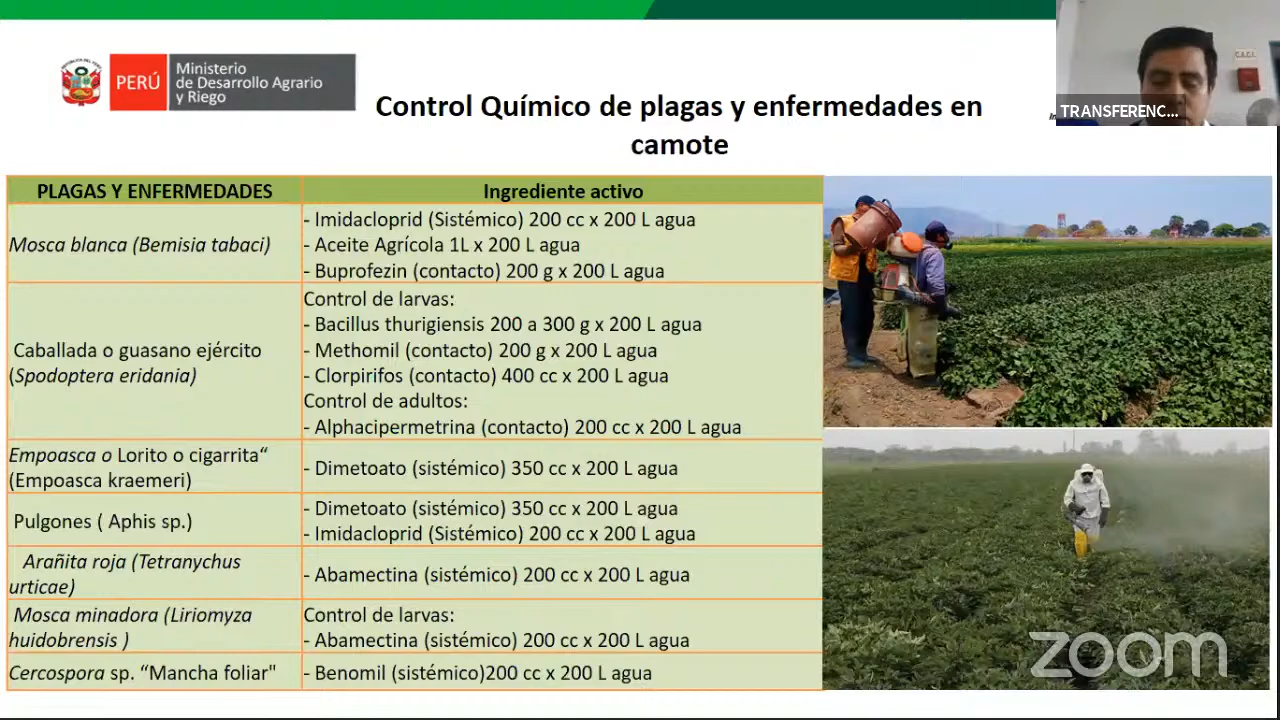 PERÚ
Ministerio
de Desarrollo Agrario
y Riego
Control Químico de plagas y enfermedades en
camote
TRANSFERENC...
PLAGAS Y ENFERMEDADES
Ingrediente activo
Mosca blanca (Bemisia tabaci)
- Imidacloprid (Sistémico) 200 cc x 200 L agua
- Aceite Agrícola 1L x 200 L agua
- Buprofezin (contacto) 200 g x 200 L agua
Caballada o guasano ejército
(Spodoptera eridania)
Control de larvas:
- Bacillus thurigiensis 200 a 300 g x 200 L agua
- Methomil (contacto) 200 g x 200 L agua
- Clorpirifos (contacto) 400 cc x 200 L agua
Control de adultos:
- Alphacipermetrina (contacto) 200 cc x 200 L agua
Empoasca o Lorito o cigarrita“
(Empoasca kraemeri)
- Dimetoato (sistémico) 350 cc x 200 L agua
Pulgones ( Aphis sp.)
- Dimetoato (sistémico) 350 cc x 200 L agua
- Imidacloprid (Sistémico) 200 cc x 200 L agua
Arañita roja (Tetranychus
urticae)
- Abamectina (sistémico) 200 cc x 200 L agua
Mosca minadora (Liriomyza
huidobrensis )
Control de larvas:
- Abamectina (sistémico) 200 cc x 200 L agua
Cercospora sp. “Mancha foliar"
- Benomil (sistémico)200 cc x 200 L agua
zoom